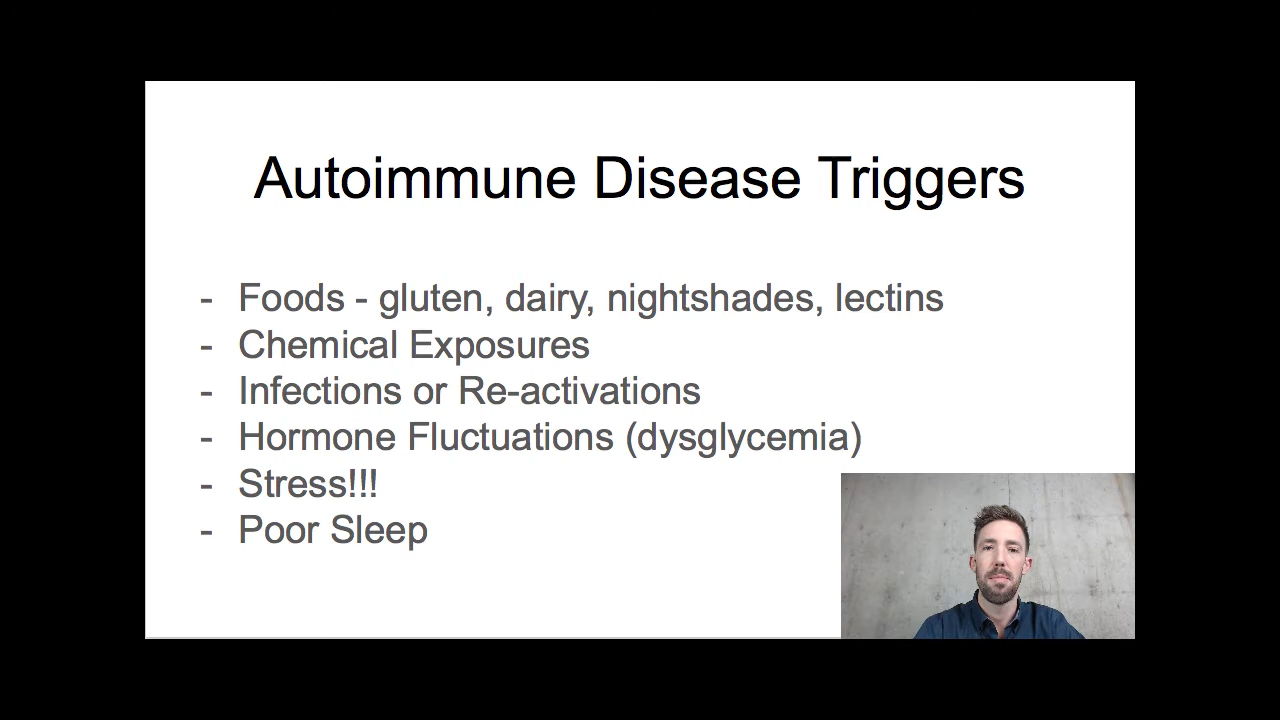 Autoimmune Disease Triggers
- Foods - gluten, dairy, nightshades, lectins
- Chemical Exposures
- Infections or Re-activations
- Hormone Fluctuations (dysglycemia)
- Stress!!!
- Poor Sleep